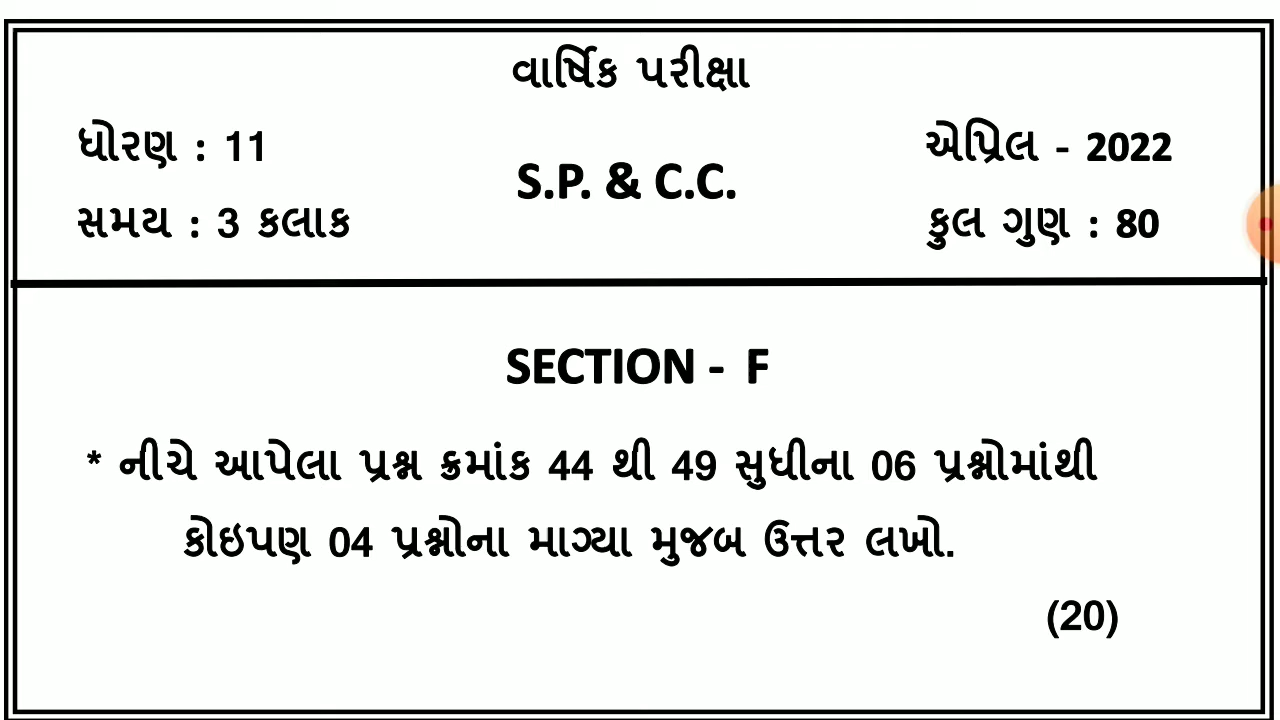 વાર્ષિક પરીક્ષા
ધોરણ : 11
એપ્રિલ - 2022
S.P. & C.C.
સમય : 3 કલાક
કુલ ગુણ : 80
SECTION - F
* નીચે આપેલા પ્રશ્ન ક્રમાંક 44 થી 49 સુધીના 06 પ્રશ્નોમાંથી
કોઇપણ 04 પ્રશ્નોના માગ્યા મુજબ ઉત્તર લખો.
(20)